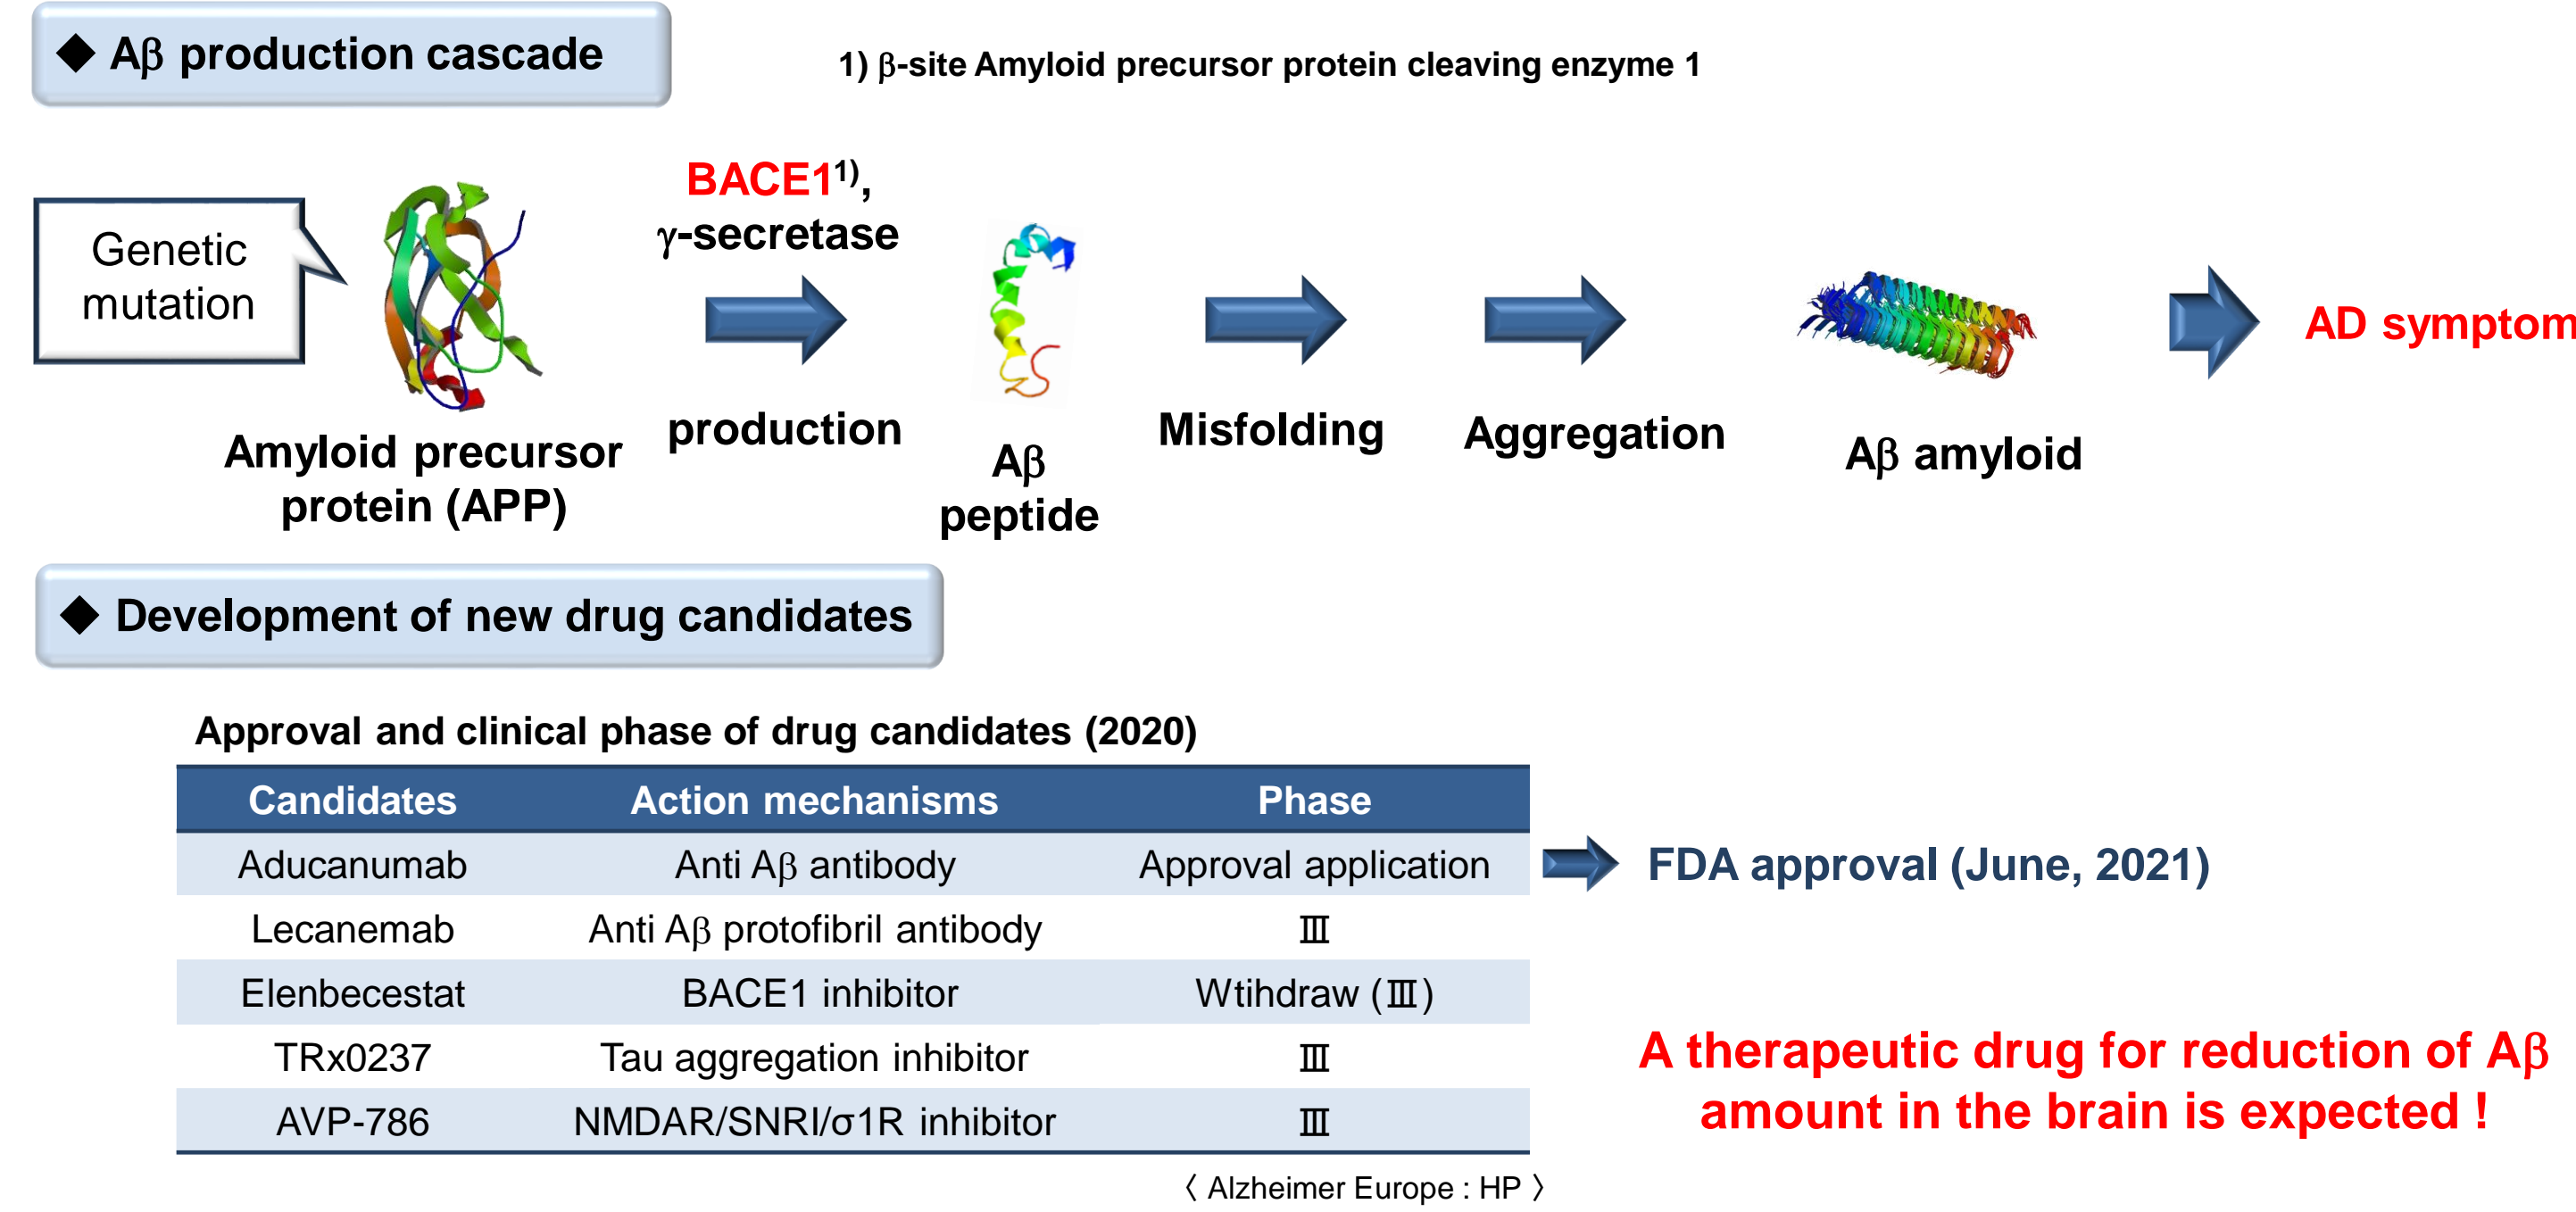 ◆ Aβ production cascade
1) β-site Amyloid precursor protein cleaving enzyme 1
Genetic
mutation
Amyloid precursor
protein (APP)
BACE1¹⁾,
γ-secretase
production
Aβ
peptide
Misfolding
Aggregation
Aβ amyloid
AD symptom
◆ Development of new drug candidates
Approval and clinical phase of drug candidates (2020)
Candidates Action mechanisms Phase
Aducanumab Anti Aβ antibody Approval application
FDA approval (June, 2021)
Lecanemab Anti Aβ protofibril antibody Ⅲ
Elenbecestat BACE1 inhibitor Wtihdraw (Ⅲ)
TRx0237 Tau aggregation inhibitor Ⅲ
AVP-786 NMDAR/SNRI/σ1R inhibitor Ⅲ
A therapeutic drug for reduction of Aβ
amount in the brain is expected !
〈 Alzheimer Europe : HP 〉